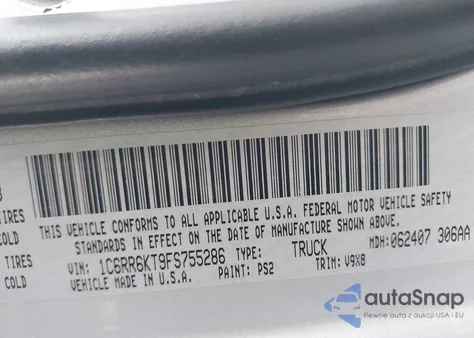 TIRES
COLD
TIRES
COLD
THIS VEHICLE CONFORMS TO ALL APPLICABLE U.S.A. FEDERAL MOTOR VEHICLE SAFETY
STANDARDS IN EFFECT ON THE DATE OF MANUFACTURE SHOWN ABOVE.
VIN: 1C6RR6KT9FS755286 TYPE: TRUCK MDH: 062407 306AA
VEHICLE MADE IN U.S.A. PAINT: PS2 TRIM: V9X8
autoSnap
Pewne auta z aukcji USA i EU